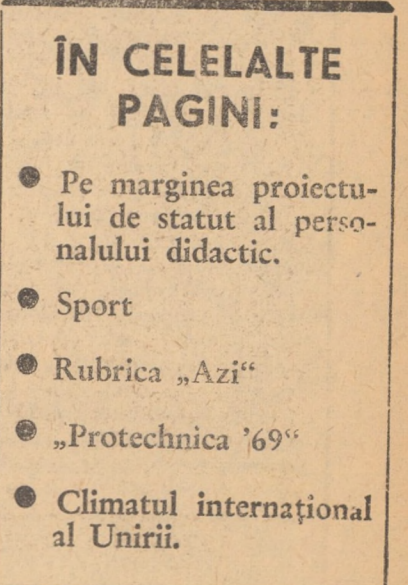 ÎN CELELALTE
PAGINI:
● Pe marginea proiectu-
lui de statut al perso-
nalului didactic.
● Sport
● Rubrica „Azi“
● „Protechnica ’69“
● Climatul internaţional
al Unirii.